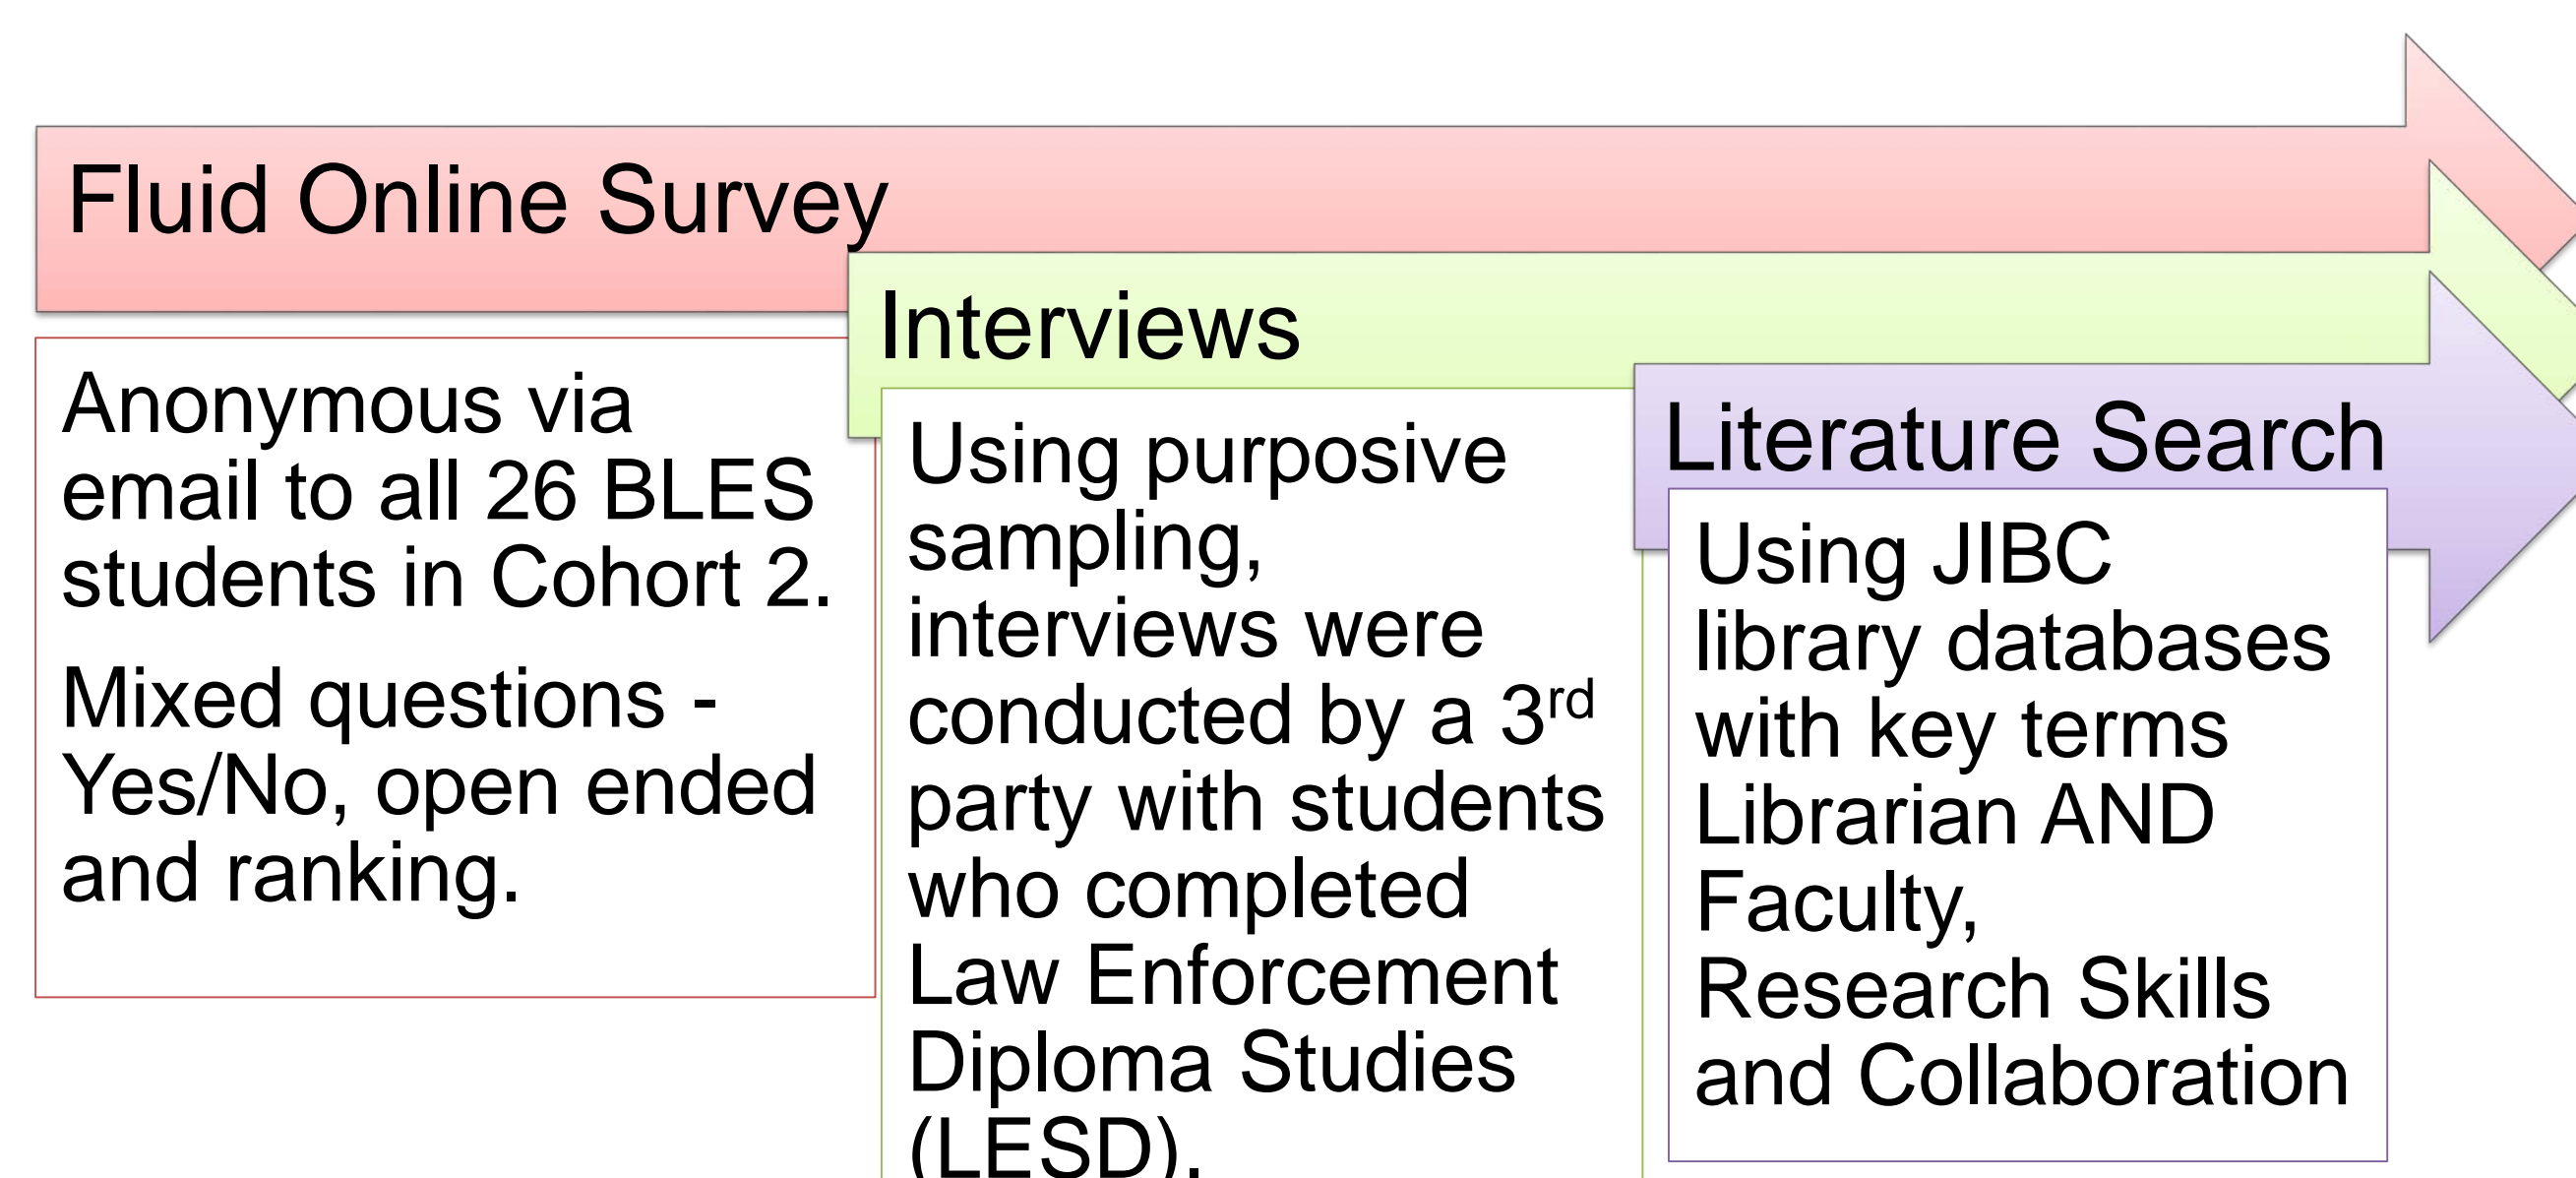 Fluid Online Survey
Anonymous via
email to all 26 BLES
students in Cohort 2.
Mixed questions -
Yes/No, open ended
and ranking.
Interviews
Using purposive
sampling,
interviews were
conducted by a 3rd
party with students
who completed
Law Enforcement
Diploma Studies
(LESD).
Literature Search
Using JIBC
library databases
with key terms
Librarian AND
Faculty,
Research Skills
and Collaboration